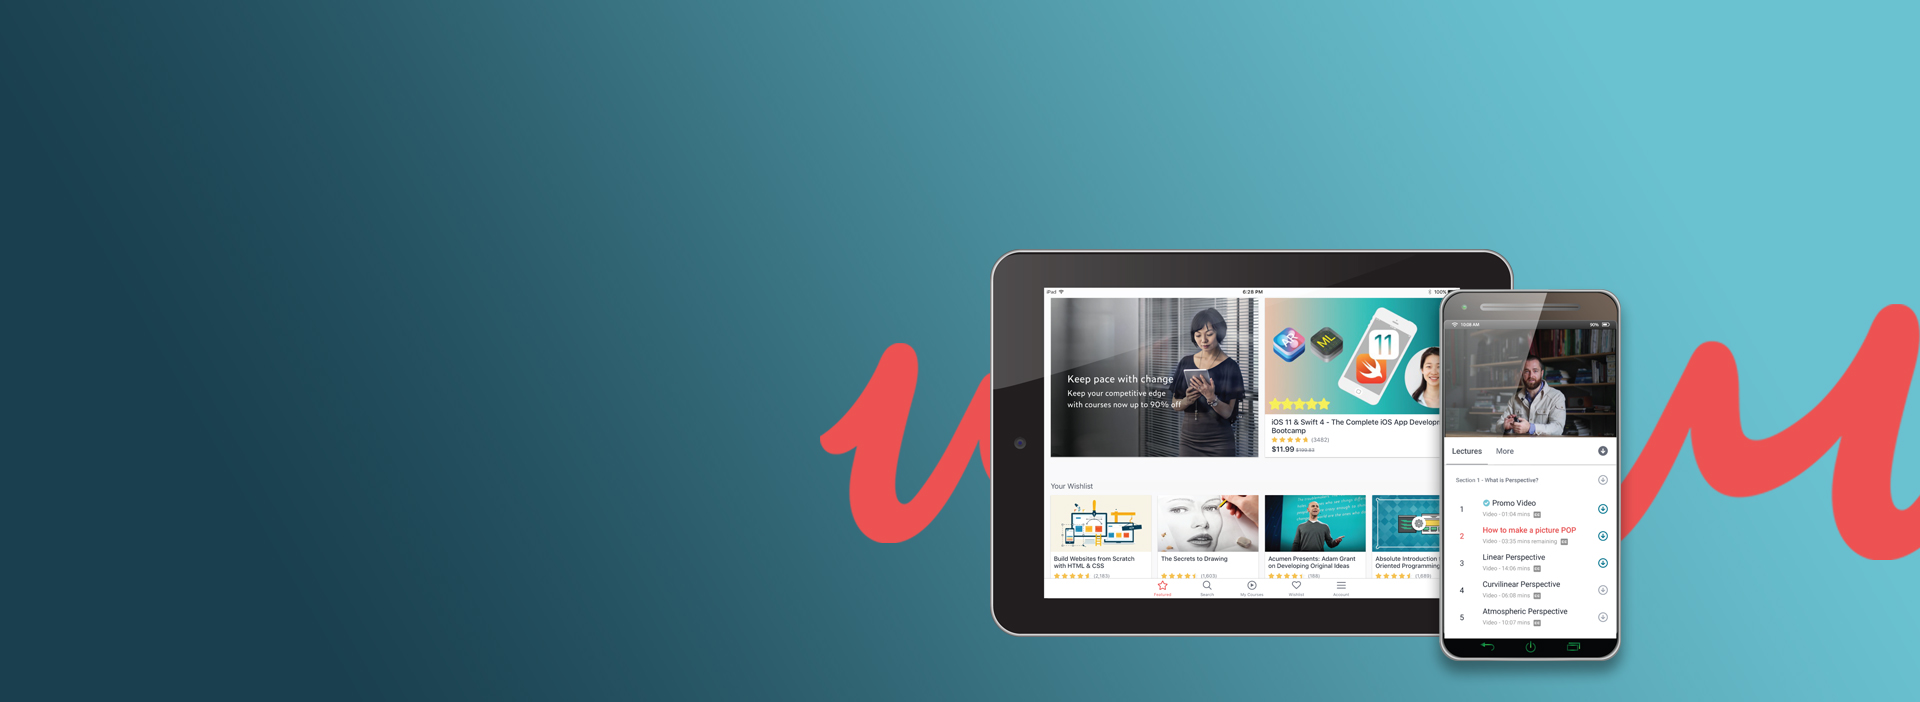 iPad
6:28 PM
100%
Keep pace with change
Keep your competitive edge
with courses now up to 90% off
ML
11
iOS 11 & Swift 4 - The Complete iOS App Developm
Bootcamp
(3482)
$11.99
Your Wishlist
Build Websites from Scratch
with HTML & CSS
(2,163)
The Secrets to Drawing
(1,603)
Acumen Presents: Adam Grant
on Developing Original Ideas
(166)
Absolute Introduction
Oriented Programming
(1,689)
Featured
Search
My Courses
Wishlist
Account
10:08 AM
90%
Lectures
More
Section 1 - What is Perspective?
1
Promo Video
Video - 01:04 mins
2
How to make a picture POP
Video - 03:35 mins remaining
3
Linear Perspective
Video - 14:06 mins
4
Curvilinear Perspective
Video - 06:08 mins
5
Atmospheric Perspective
Video - 10:07 mins